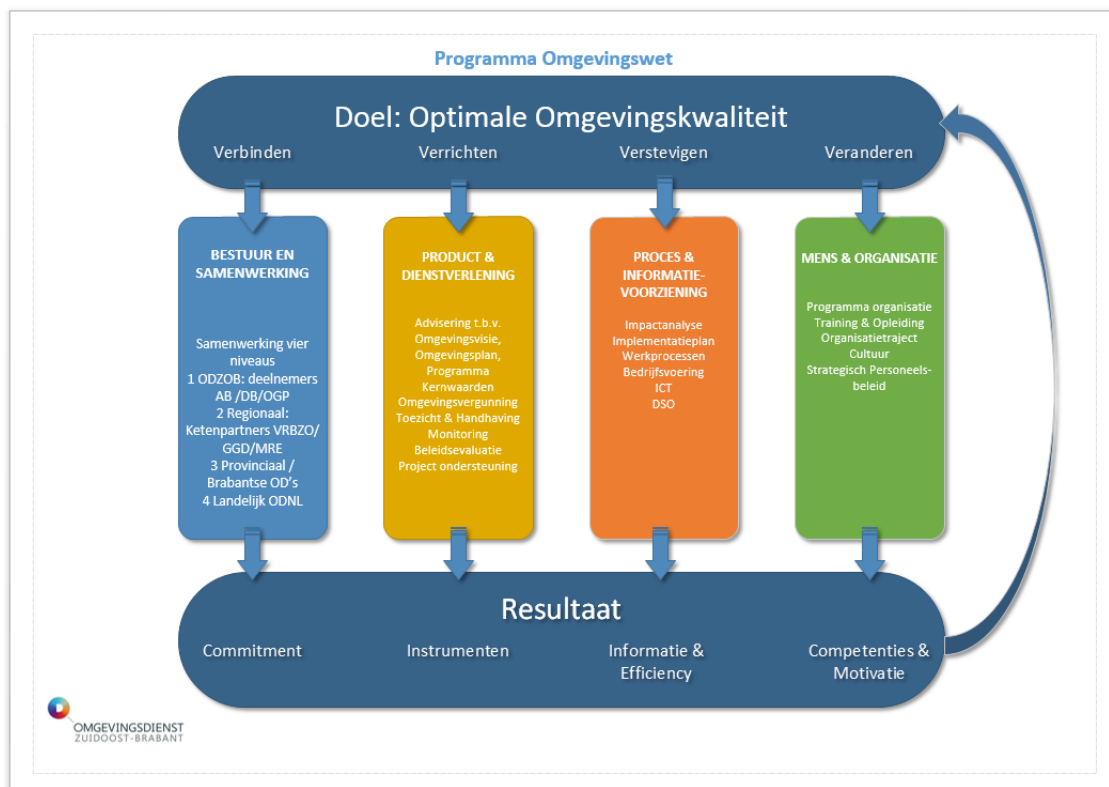 Programma Omgevingswet
Doel: Optimale Omgevingskwaliteit
Verbinden
Verrichten
Verstevigen
Veranderen
BESTUUR EN
SAMENWERKING
Samenwerking vier
niveaus
1 ODZOB: deelnemers
AB /DB/OGP
2 Regionaal:
Ketenpartners VRBZO/
GGD/MRE
3 Provinciaal /
Brabantse OD's
4 Landelijk ODNL
PRODUCT &
DIENSTVERLENING
Advisering t.b.v.
Omgevingsvisie,
Omgevingsplan,
Programma
Kernwaarden
Omgevingsvergunning
Toezicht & Handhaving
Monitoring
Beleidsevaluatie
Project ondersteuning
PROCES &
INFORMATIE-
VOORZIENING
Impactanalyse
Implementatieplan
Werkprocessen
Bedrijfsvoering
ICT
DSO
MENS & ORGANISATIE
Programma organisatie
Training & Opleiding
Organisatietraject
Cultuur
Strategisch Personeels-
beleid
Resultaat
Commitment
Instrumenten
Informatie &
Efficiency
Competenties &
Motivatie
OMGEVINGSDIENST
ZUIDOOST-BRABANT